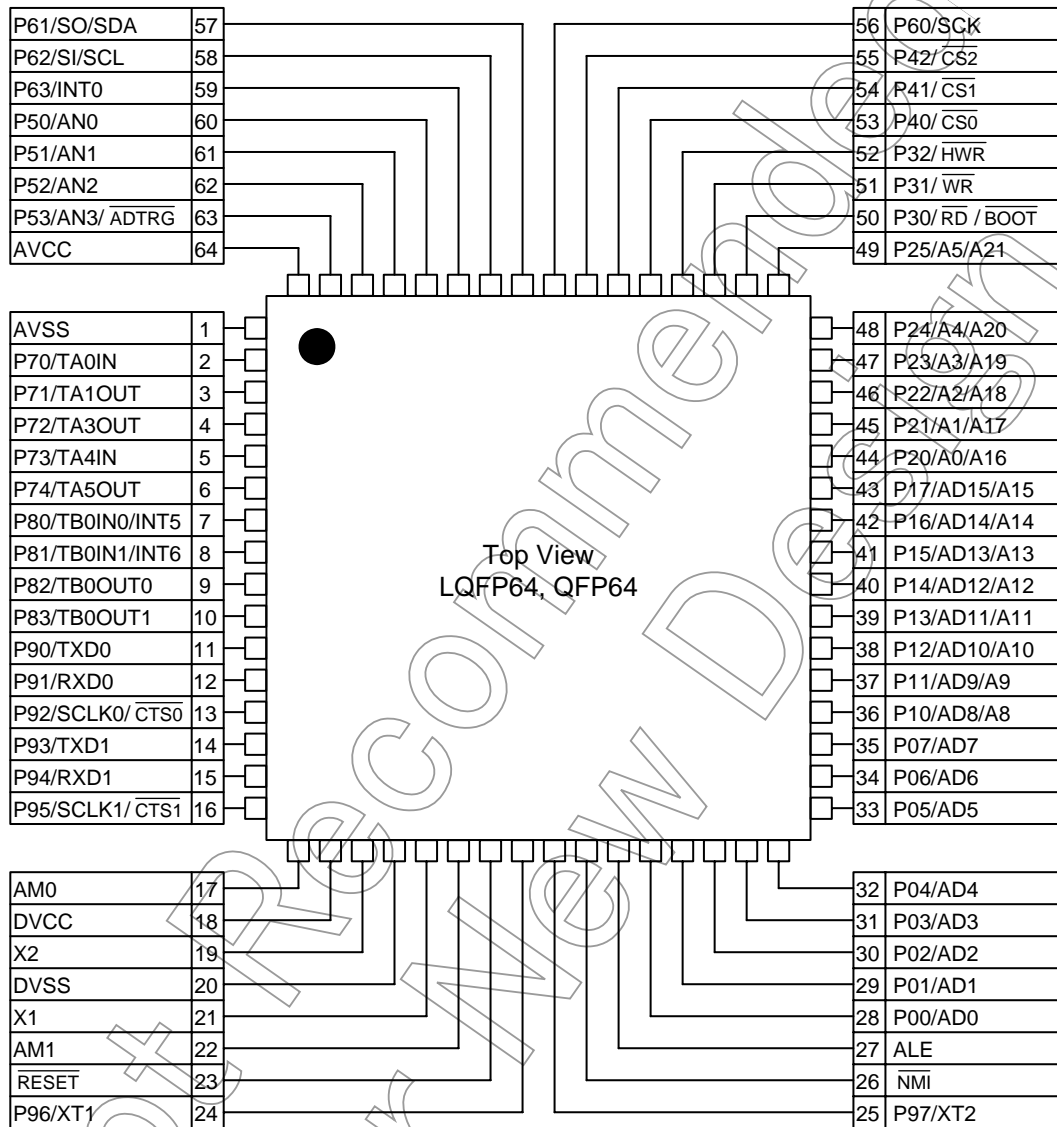 P61/SO/SDA 57
P62/SI/SCL 58
P63/INT0 59
P50/AN0 60
P51/AN1 61
P52/AN2 62
P53/AN3/ ADTRG 63
AVCC 64
56 P60/SCK
55 P42/ CS2
54 P41/ CS1
53 P40/ CS0
52 P32/ HWR
51 P31/ WR
50 P30/ RD / BOOT
49 P25/A5/A21
AVSS 1
P70/TA0IN 2
P71/TA1OUT 3
P72/TA3OUT 4
P73/TA4IN 5
P74/TA5OUT 6
P80/TB0IN0/INT5 7
P81/TB0IN1/INT6 8
P82/TB0OUT0 9
P83/TB0OUT1 10
P90/TXD0 11
P91/RXD0 12
P92/SCLK0/ CTS0 13
P93/TXD1 14
P94/RXD1 15
P95/SCLK1/ CTS1 16
Top View
LQFP64, QFP64
48 P24/A4/A20
47 P23/A3/A19
46 P22/A2/A18
45 P21/A1/A17
44 P20/A0/A16
43 P17/AD15/A15
42 P16/AD14/A14
41 P15/AD13/A13
40 P14/AD12/A12
39 P13/AD11/A11
38 P12/AD10/A10
37 P11/AD9/A9
36 P10/AD8/A8
35 P07/AD7
34 P06/AD6
33 P05/AD5
AM0 17
DVCC 18
X2 19
DVSS 20
X1 21
AM1 22
RESET 23
P96/XT1 24
32 P04/AD4
31 P03/AD3
30 P02/AD2
29 P01/AD1
28 P00/AD0
27 ALE
26 NMI
25 P97/XT2
ot Recommended
r New Design